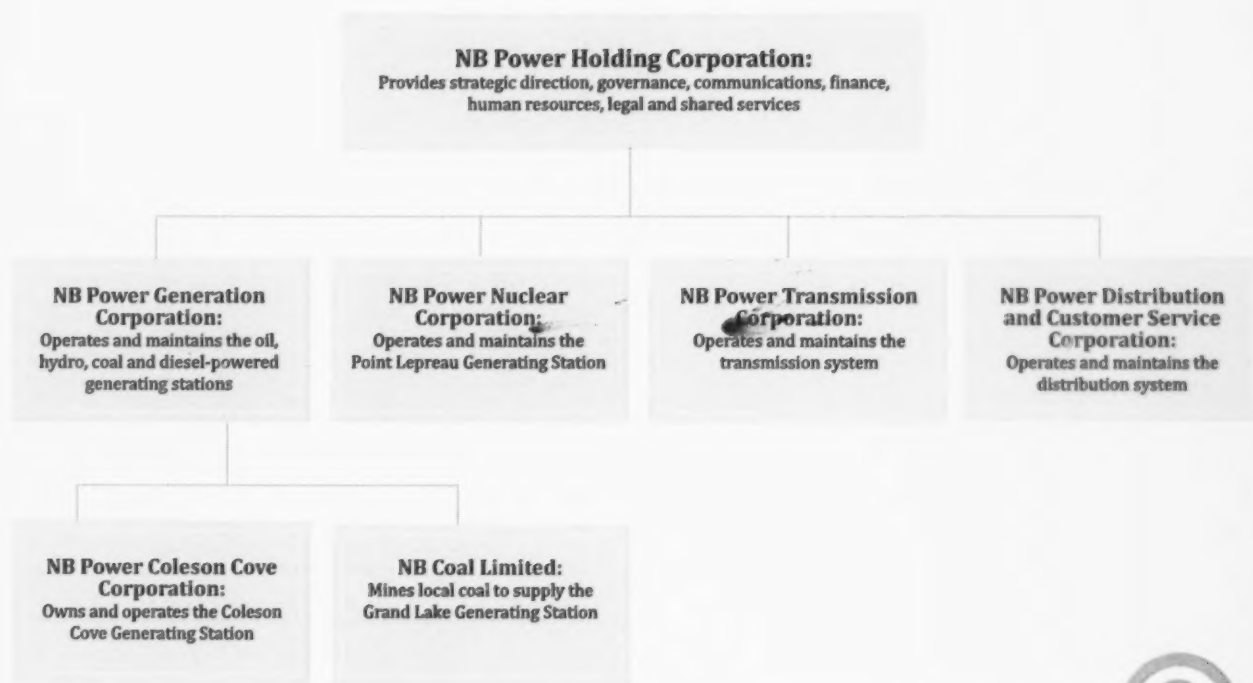 NB Power Holding Corporation:
Provides strategic direction, governance, communications, finance,
human resources, legal and shared services
NB Power Generation
Corporation:
Operates and maintains the oil,
hydro, coal and diesel-powered
generating stations
NB Power Nuclear
Corporation:
Operates and maintains the
Point Lepreau Generating Station
NB Power Transmission
Corporation:
Operates and maintains the
transmission system
NB Power Distribution
and Customer Service
Corporation:
Operates and maintains the
distribution system
NB Power Coleson Cove
Corporation:
Owns and operates the Coleson
Cove Generating Station
NB Coal Limited:
Mines local coal to supply the
Grand Lake Generating Station